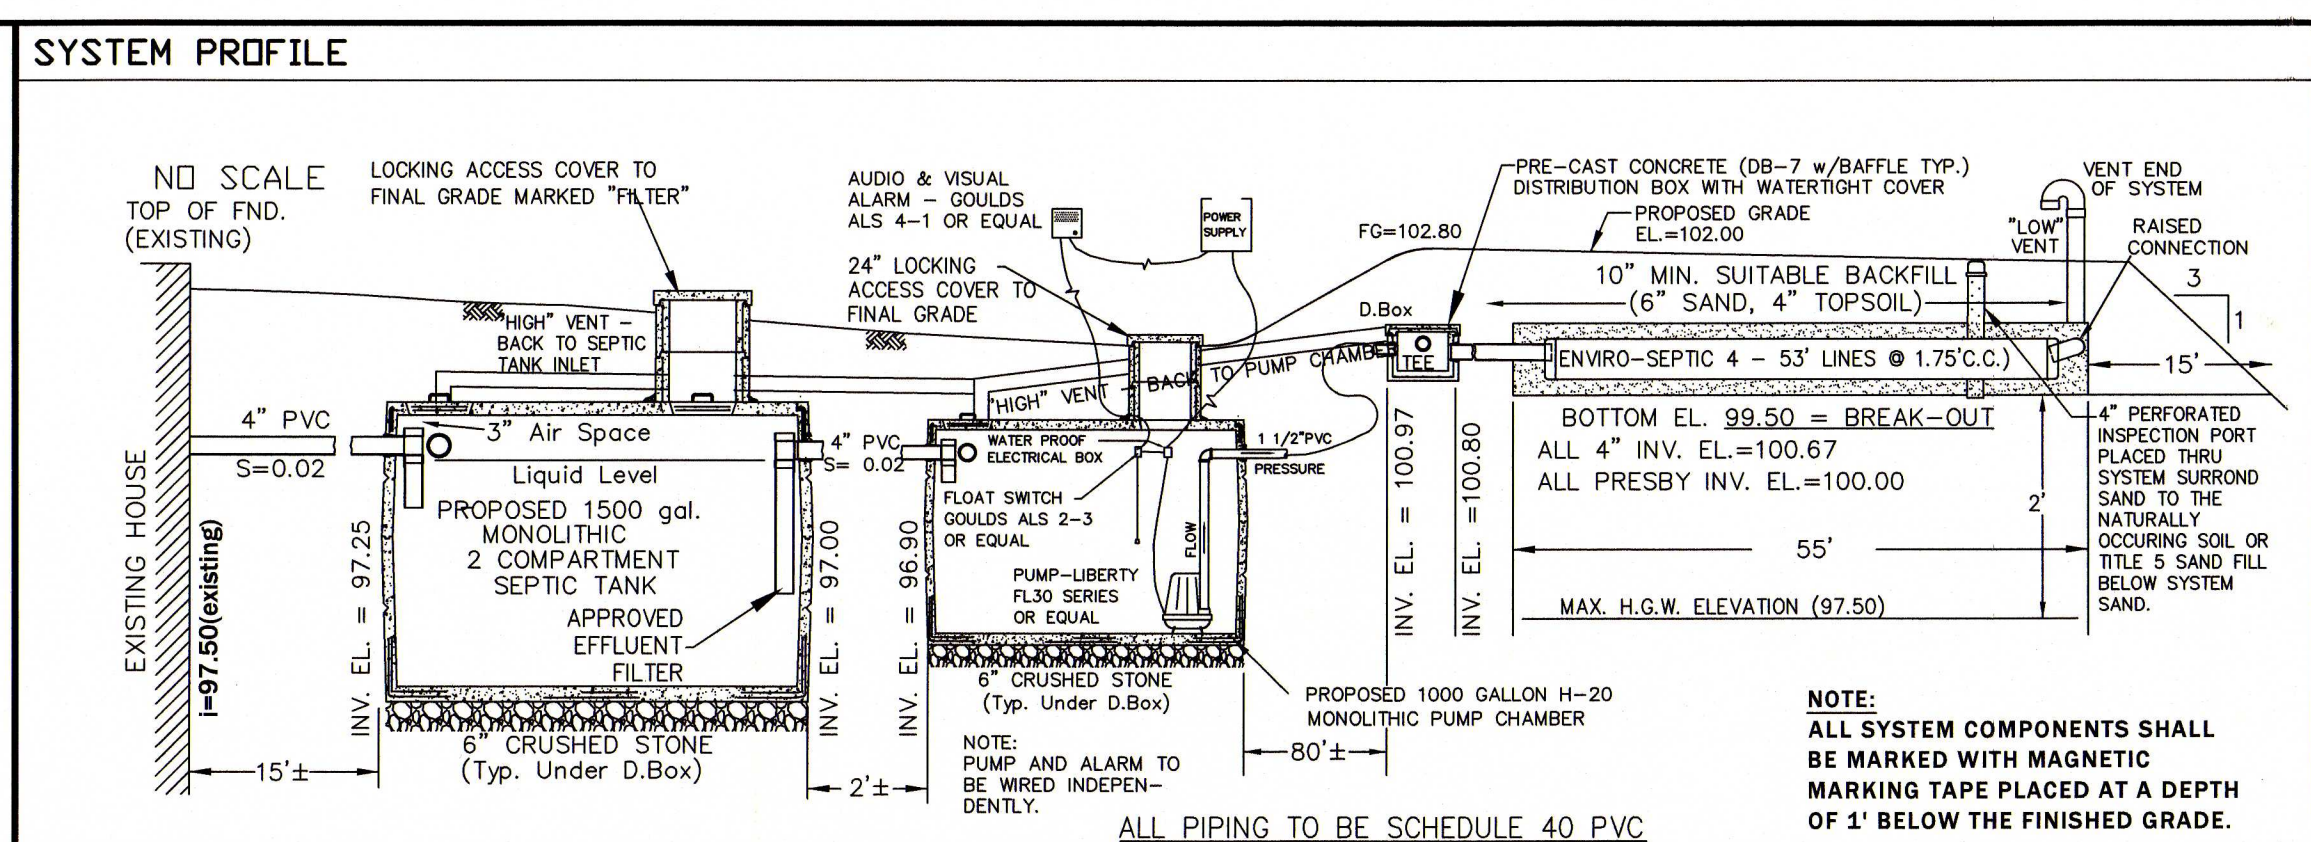 SYSTEM PROFILE
NO SCALE
TOP OF FND.
(EXISTING)
LOCKING ACCESS COVER TO
FINAL GRADE MARKED "FILTER"
AUDIO & VISUAL
ALARM – GOULDS
ALS 4–1 OR EQUAL
24" LOCKING
ACCESS COVER TO
FINAL GRADE
POWER
SUPPLY
PRE–CAST CONCRETE (DB–7 w/BAFFLE TYP.)
DISTRIBUTION BOX WITH WATERTIGHT COVER
FG=102.80
PROPOSED GRADE
EL.=102.00
VENT END
OF SYSTEM
"LOW"
VENT
RAISED
CONNECTION
3
1
10" MIN. SUITABLE BACKFILL
(6" SAND, 4" TOPSOIL)
D.Box
TEE
"HIGH" VENT –
BACK TO SEPTIC
TANK INLET
"HIGH" VENT – BACK TO PUMP CHAMBER
ENVIRO–SEPTIC 4 – 53' LINES @ 1.75'C.C.)
15'
4" PVC
S=0.02
3" Air Space
Liquid Level
PROPOSED 1500 gal.
MONOLITHIC
2 COMPARTMENT
SEPTIC TANK
APPROVED
EFFLUENT
FILTER
4" PVC
S= 0.02
WATER PROOF
ELECTRICAL BOX
1 1/2"PVC
PRESSURE
FLOAT SWITCH
GOULDS ALS 2–3
OR EQUAL
FLOW
PUMP–LIBERTY
FL30 SERIES
OR EQUAL
BOTTOM EL. 99.50 = BREAK–OUT
ALL 4" INV. EL.=100.67
ALL PRESBY INV. EL.=100.00
2'
55'
MAX. H.G.W. ELEVATION (97.50)
4" PERFORATED
INSPECTION PORT
PLACED THRU
SYSTEM SURROND
SAND TO THE
NATURALLY
OCCURING SOIL OR
TITLE 5 SAND FILL
BELOW SYSTEM
SAND.
EXISTING HOUSE
i=97.50(existing)
INV. EL. = 97.25
INV. EL. = 97.00
INV. EL. = 96.90
INV. EL. = 100.97
INV. EL. =100.80
6" CRUSHED STONE
(Typ. Under D.Box)
6" CRUSHED STONE
(Typ. Under D.Box)
PROPOSED 1000 GALLON H–20
MONOLITHIC PUMP CHAMBER
15'±
2'±
80'±
NOTE:
PUMP AND ALARM TO
BE WIRED INDEPEN–
DENTLY.
NOTE:
ALL SYSTEM COMPONENTS SHALL
BE MARKED WITH MAGNETIC
MARKING TAPE PLACED AT A DEPTH
OF 1' BELOW THE FINISHED GRADE.
ALL PIPING TO BE SCHEDULE 40 PVC